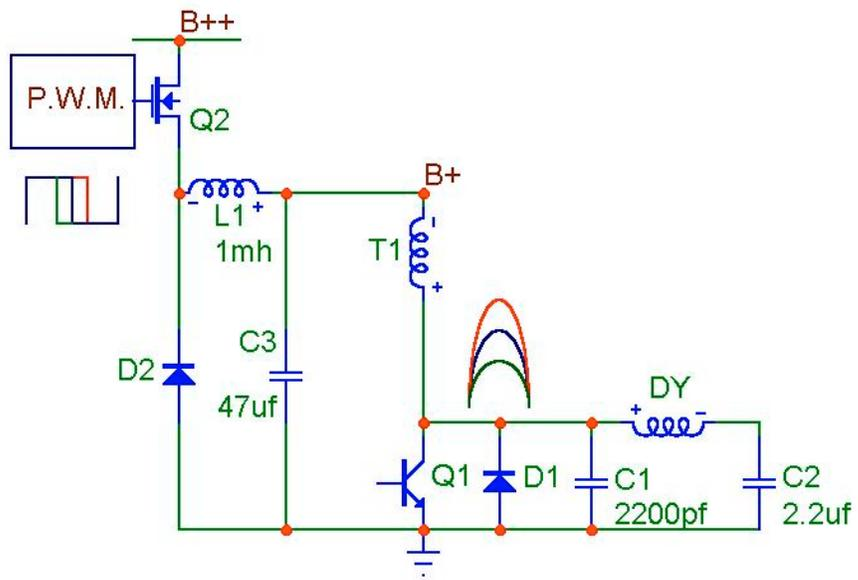 B++
P.W.M.
Q2
B+
- +
L1
1mh
-
T1
+
C3
47uf
D2
DY
+ -
Q1
D1
C1
2200pf
C2
2.2uf